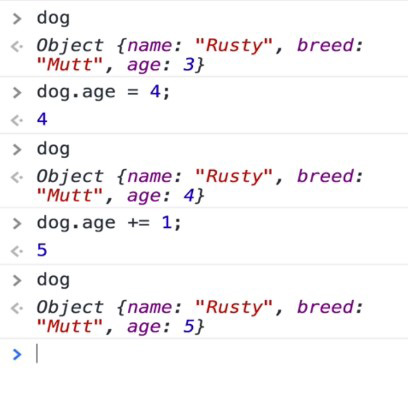 > dog
<· Object {name: "Rusty", breed:
"Mutt", age: 3}
> dog.age = 4;
<· 4
> dog
<· Object {name: "Rusty", breed:
"Mutt", age: 4}
> dog.age += 1;
<· 5
> dog
<· Object {name: "Rusty", breed:
"Mutt", age: 5}
>